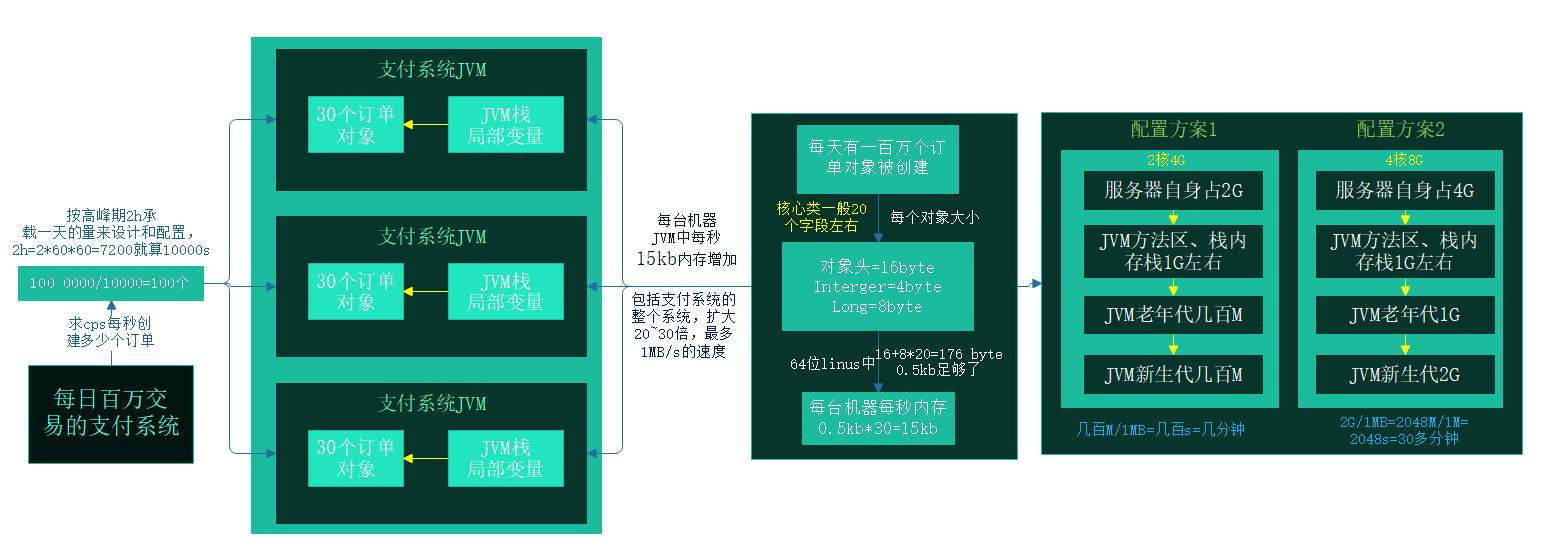 每日百万交
易的支付系统
求cps每秒创
建多少个订单
100 0000/10000=100个
按高峰期2h承
载一天的量来设计和配置，
2h=2*60*60=7200就算10000s
支付系统JVM
30个订单
对象
JVM栈
局部变量
支付系统JVM
30个订单
对象
JVM栈
局部变量
支付系统JVM
30个订单
对象
JVM栈
局部变量
每台机器
JVM中每秒
15kb内存增加
包括支付系统的
整个系统，扩大
20~30倍，最多
1MB/s的速度
每天有一百万个订
单对象被创建
核心类一般20
个字段左右
每个对象大小
对象头=16byte
Interger=4byte
Long=8byte
64位linus中
16+8*20=176 byte
0.5kb足够了
每台机器每秒内存
0.5kb*30=15kb
配置方案1
2核4G
服务器自身占2G
JVM方法区、栈内
存栈1G左右
JVM老年代几百M
JVM新生代几百M
几百M/1MB=几百s=几分钟
配置方案2
4核8G
服务器自身占4G
JVM方法区、栈内
存栈1G左右
JVM老年代1G
JVM新生代2G
2G/1MB=2048M/1M=
2048s=30多分钟